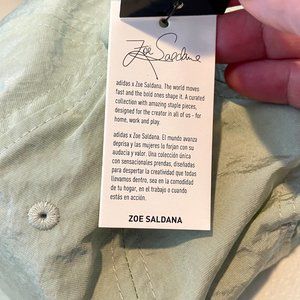 Zoe Saldana
adidas x Zoe Saldana. The world moves
fast and the bold ones shape it. A curated
collection with amazing staple pieces,
designed for the creator in all of us - for
home, work and play.
adidas x Zoe Saldana. El mundo avanza
deprisa y las mujeres lo forjan con su
audacia y valor. Una colección única
con sensacionales prendas, diseñadas
para despertar la creatividad que todas
llevamos dentro, sea en la comodidad
de tu hogar, en el trabajo o cuando
estás en acción.
ZOE SALDANA